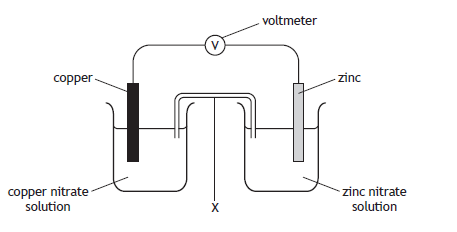 voltmeter
V
copper
zinc
copper nitrate
solution
X
zinc nitrate
solution